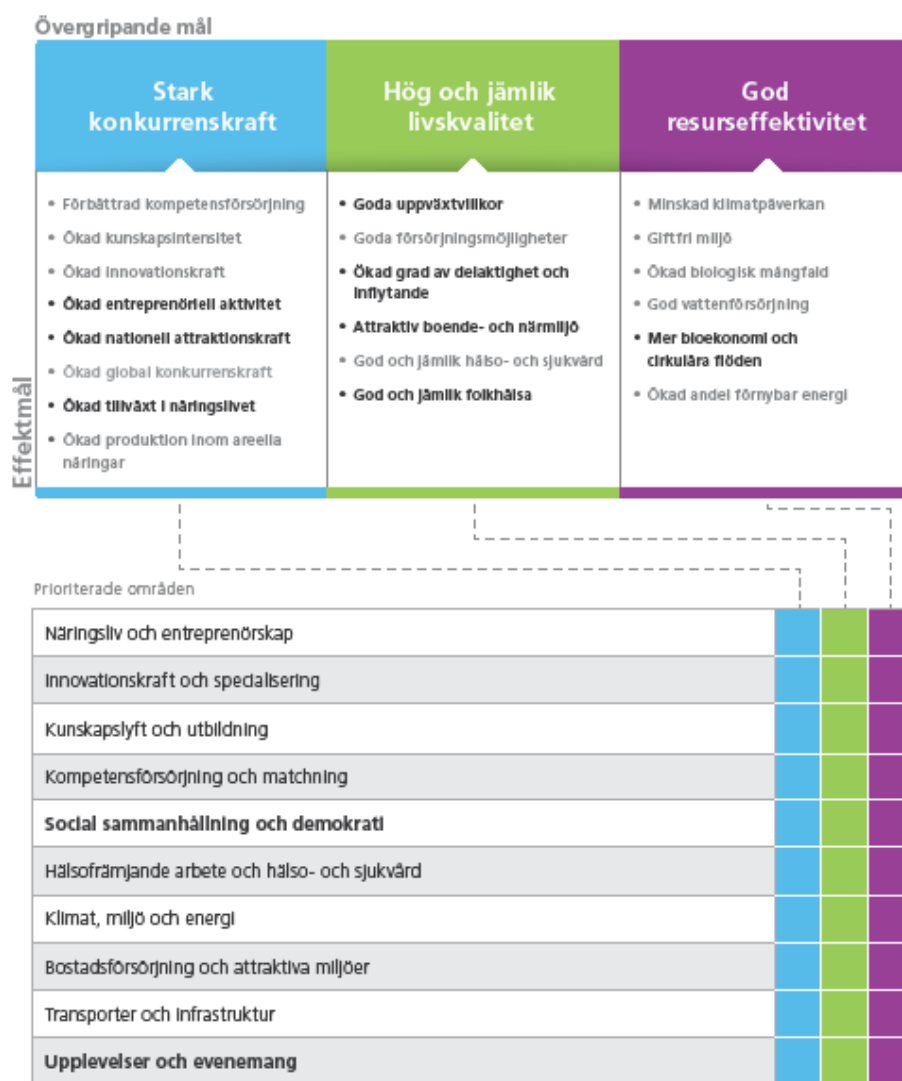 Övergripande mål
Stark
konkurrenskraft
Hög och jämlik
livskvalitet
God
resurseffektivitet
• Förbättrad kompetensförsörjning
• Ökad kunskapsintensitet
• Ökad innovationskraft
• Ökad entreprenöriell aktivitet
• Ökad nationell attraktionskraft
• Ökad global konkurrenskraft
• Ökad tillväxt i näringslivet
• Ökad produktion inom areella
näringar
• Goda uppväxtvillkor
• Goda försörjningsmöjligheter
• Ökad grad av delaktighet och
inflytande
• Attraktiv boende- och närmiljö
• God och jämlik hälso- och sjukvård
• God och jämlik folkhälsa
• Minskad klimatpåverkan
• Giftfri miljö
• Ökad biologisk mångfald
• God vattenförsörjning
• Mer bioekonomi och
cirkulära flöden
• Ökad andel förnybar energi
Effektmål
Prioriterade områden
Näringsliv och entreprenörskap
Innovationskraft och specialisering
Kunskapslyft och utbildning
Kompetensförsörjning och matchning
Social sammanhållning och demokrati
Hälsofrämjande arbete och hälso- och sjukvård
Klimat, miljö och energi
Bostadsförsörjning och attraktiva miljöer
Transporter och infrastruktur
Upplevelser och evenemang